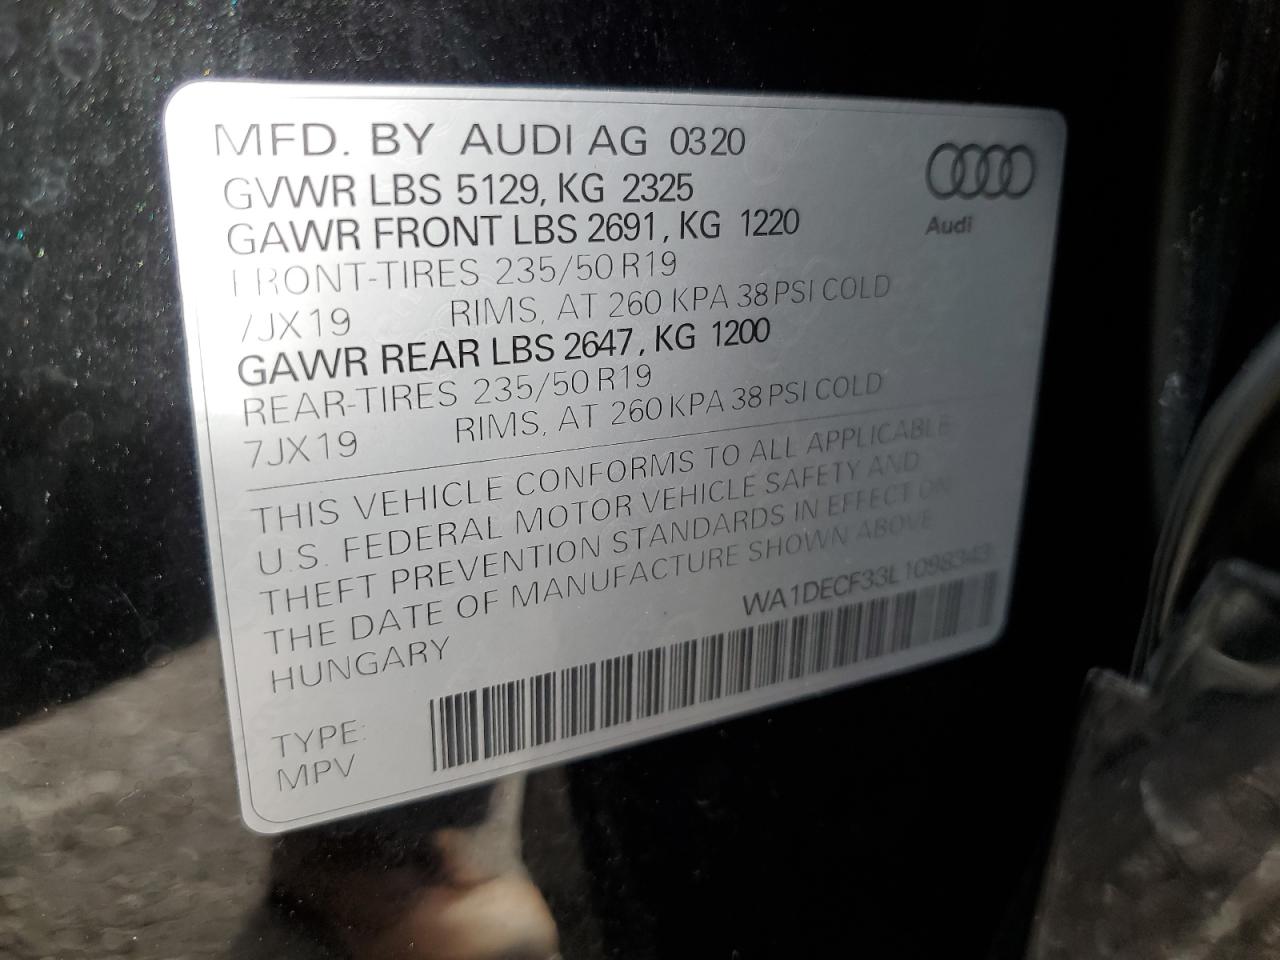 MFD. BY AUDI AG 0320
GVWR LBS 5129, KG 2325
GAWR FRONT LBS 2691, KG 1220
FRONT-TIRES 235/50 R19
7JX19 RIMS, AT 260 KPA 38 PSI COLD
GAWR REAR LBS 2647, KG 1200
REAR-TIRES 235/50 R19
7JX19 RIMS, AT 260 KPA 38 PSI COLD
Audi
THIS VEHICLE CONFORMS TO ALL APPLICABLE
U.S. FEDERAL MOTOR VEHICLE SAFETY AND
THEFT PREVENTION STANDARDS IN EFFECT ON
THE DATE OF MANUFACTURE SHOWN ABOVE
HUNGARY
WA1DECF33L1098343
TYPE:
MPV